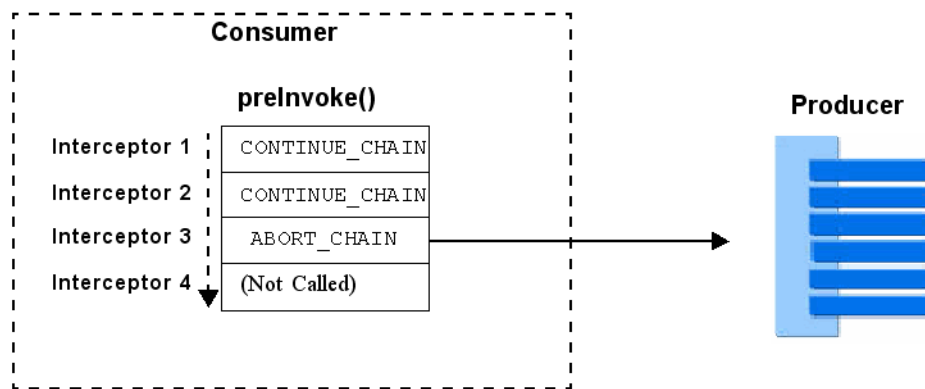 Consumer
preInvoke()
Producer
Interceptor 1 CONTINUE_CHAIN
Interceptor 2 CONTINUE_CHAIN
Interceptor 3 ABORT_CHAIN
Interceptor 4 (Not Called)